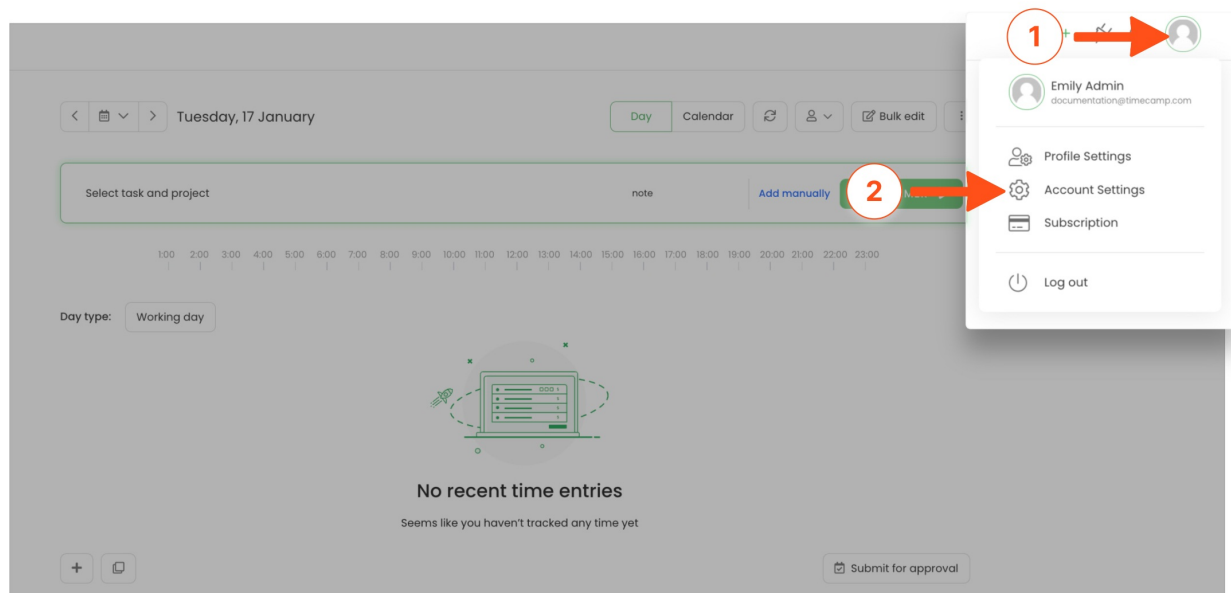 1
+
Emily Admin
documentation@timecamp.com
Tuesday, 17 January
Day Calendar Bulk edit
Profile Settings
Select task and project note Add manually
2
Account Settings
Subscription
1:00 2:00 3:00 4:00 5:00 6:00 7:00 8:00 9:00 10:00 11:00 12:00 13:00 14:00 15:00 16:00 17:00 18:00 19:00 20:00 21:00 22:00 23:00
Log out
Day type: Working day
No recent time entries
Seems like you haven't tracked any time yet
+ Submit for approval